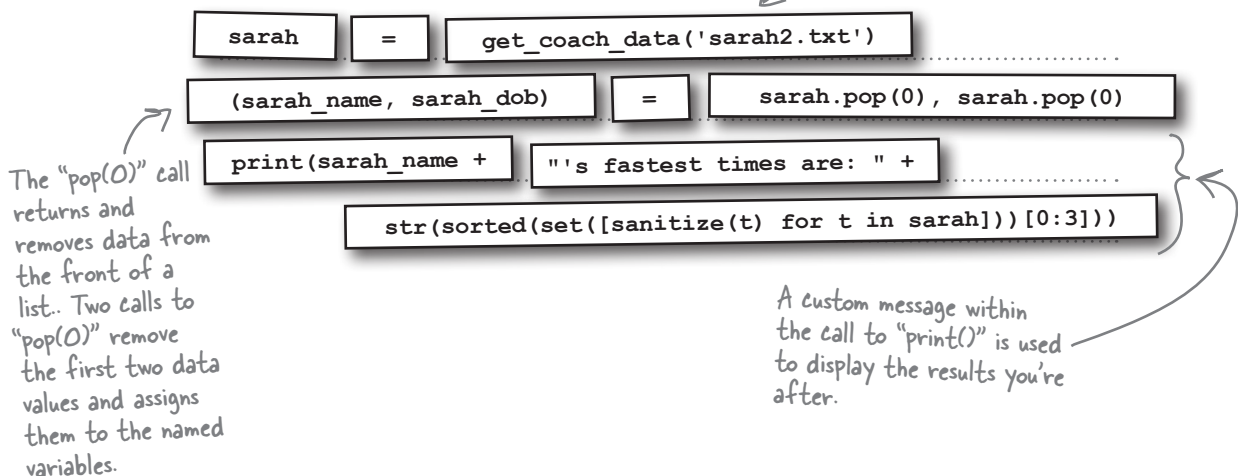 sarah = get_coach_data('sarah2.txt')
(sarah_name, sarah_dob) = sarah.pop(0), sarah.pop(0)
print(sarah_name + "'s fastest times are: " +
str(sorted(set([sanitize(t) for t in sarah]))[0:3]))
The “pop(0)” call
returns and
removes data from
the front of a
list.. Two calls to
“pop(0)” remove
the first two data
values and assigns
them to the named
variables.
A custom message within
the call to “print()” is used
to display the results you're
after.